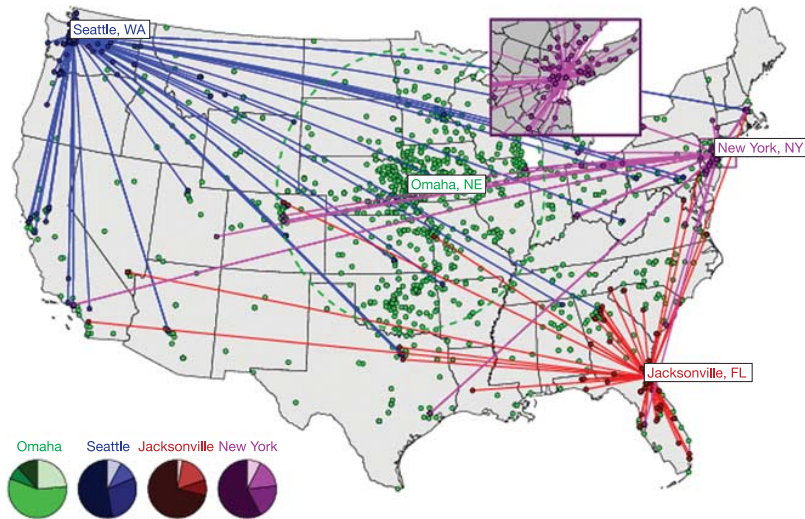 Seattle, WA
New York, NY
Omaha, NE
Jacksonville, FL
Omaha
Seattle
Jacksonville
New York